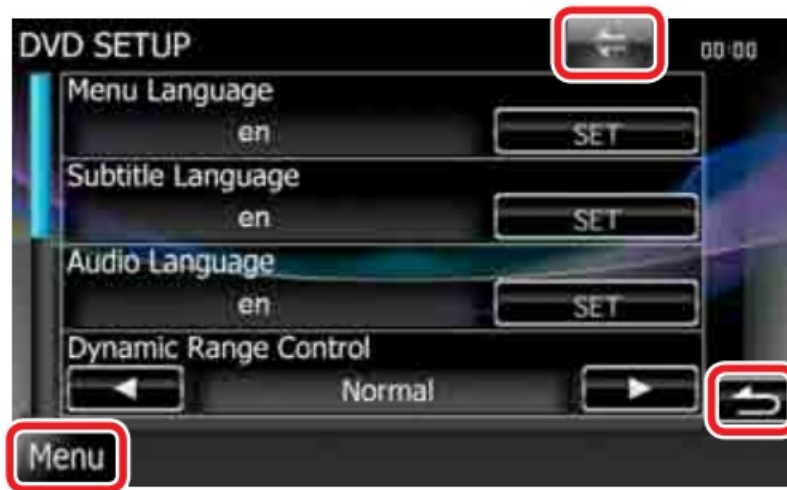 DVD SETUP 00:00
Menu Language
en SET
Subtitle Language
en SET
Audio Language
en SET
Dynamic Range Control
Normal
Menu